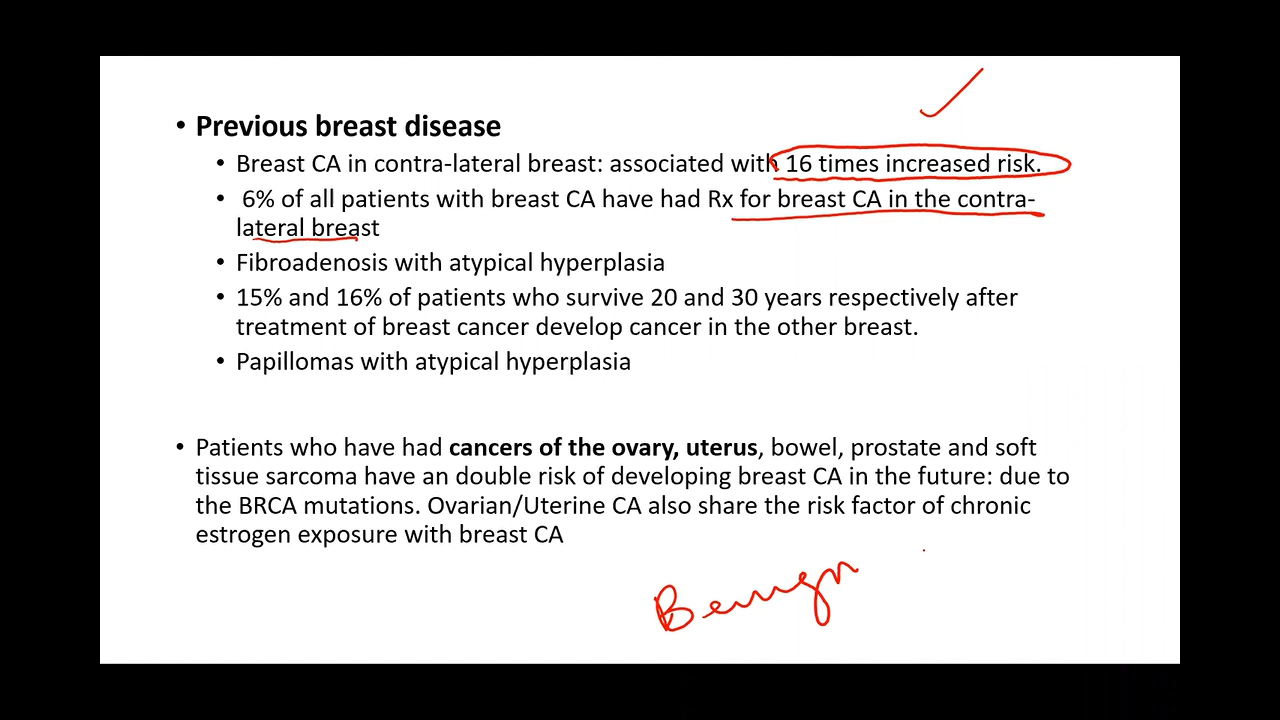 • Previous breast disease
• Breast CA in contra-lateral breast: associated with 16 times increased risk.
• 6% of all patients with breast CA have had Rx for breast CA in the contra-
lateral breast
• Fibroadenosis with atypical hyperplasia
• 15% and 16% of patients who survive 20 and 30 years respectively after
treatment of breast cancer develop cancer in the other breast.
• Papillomas with atypical hyperplasia
• Patients who have had cancers of the ovary, uterus, bowel, prostate and soft
tissue sarcoma have an double risk of developing breast CA in the future: due to
the BRCA mutations. Ovarian/Uterine CA also share the risk factor of chronic
estrogen exposure with breast CA
Benign